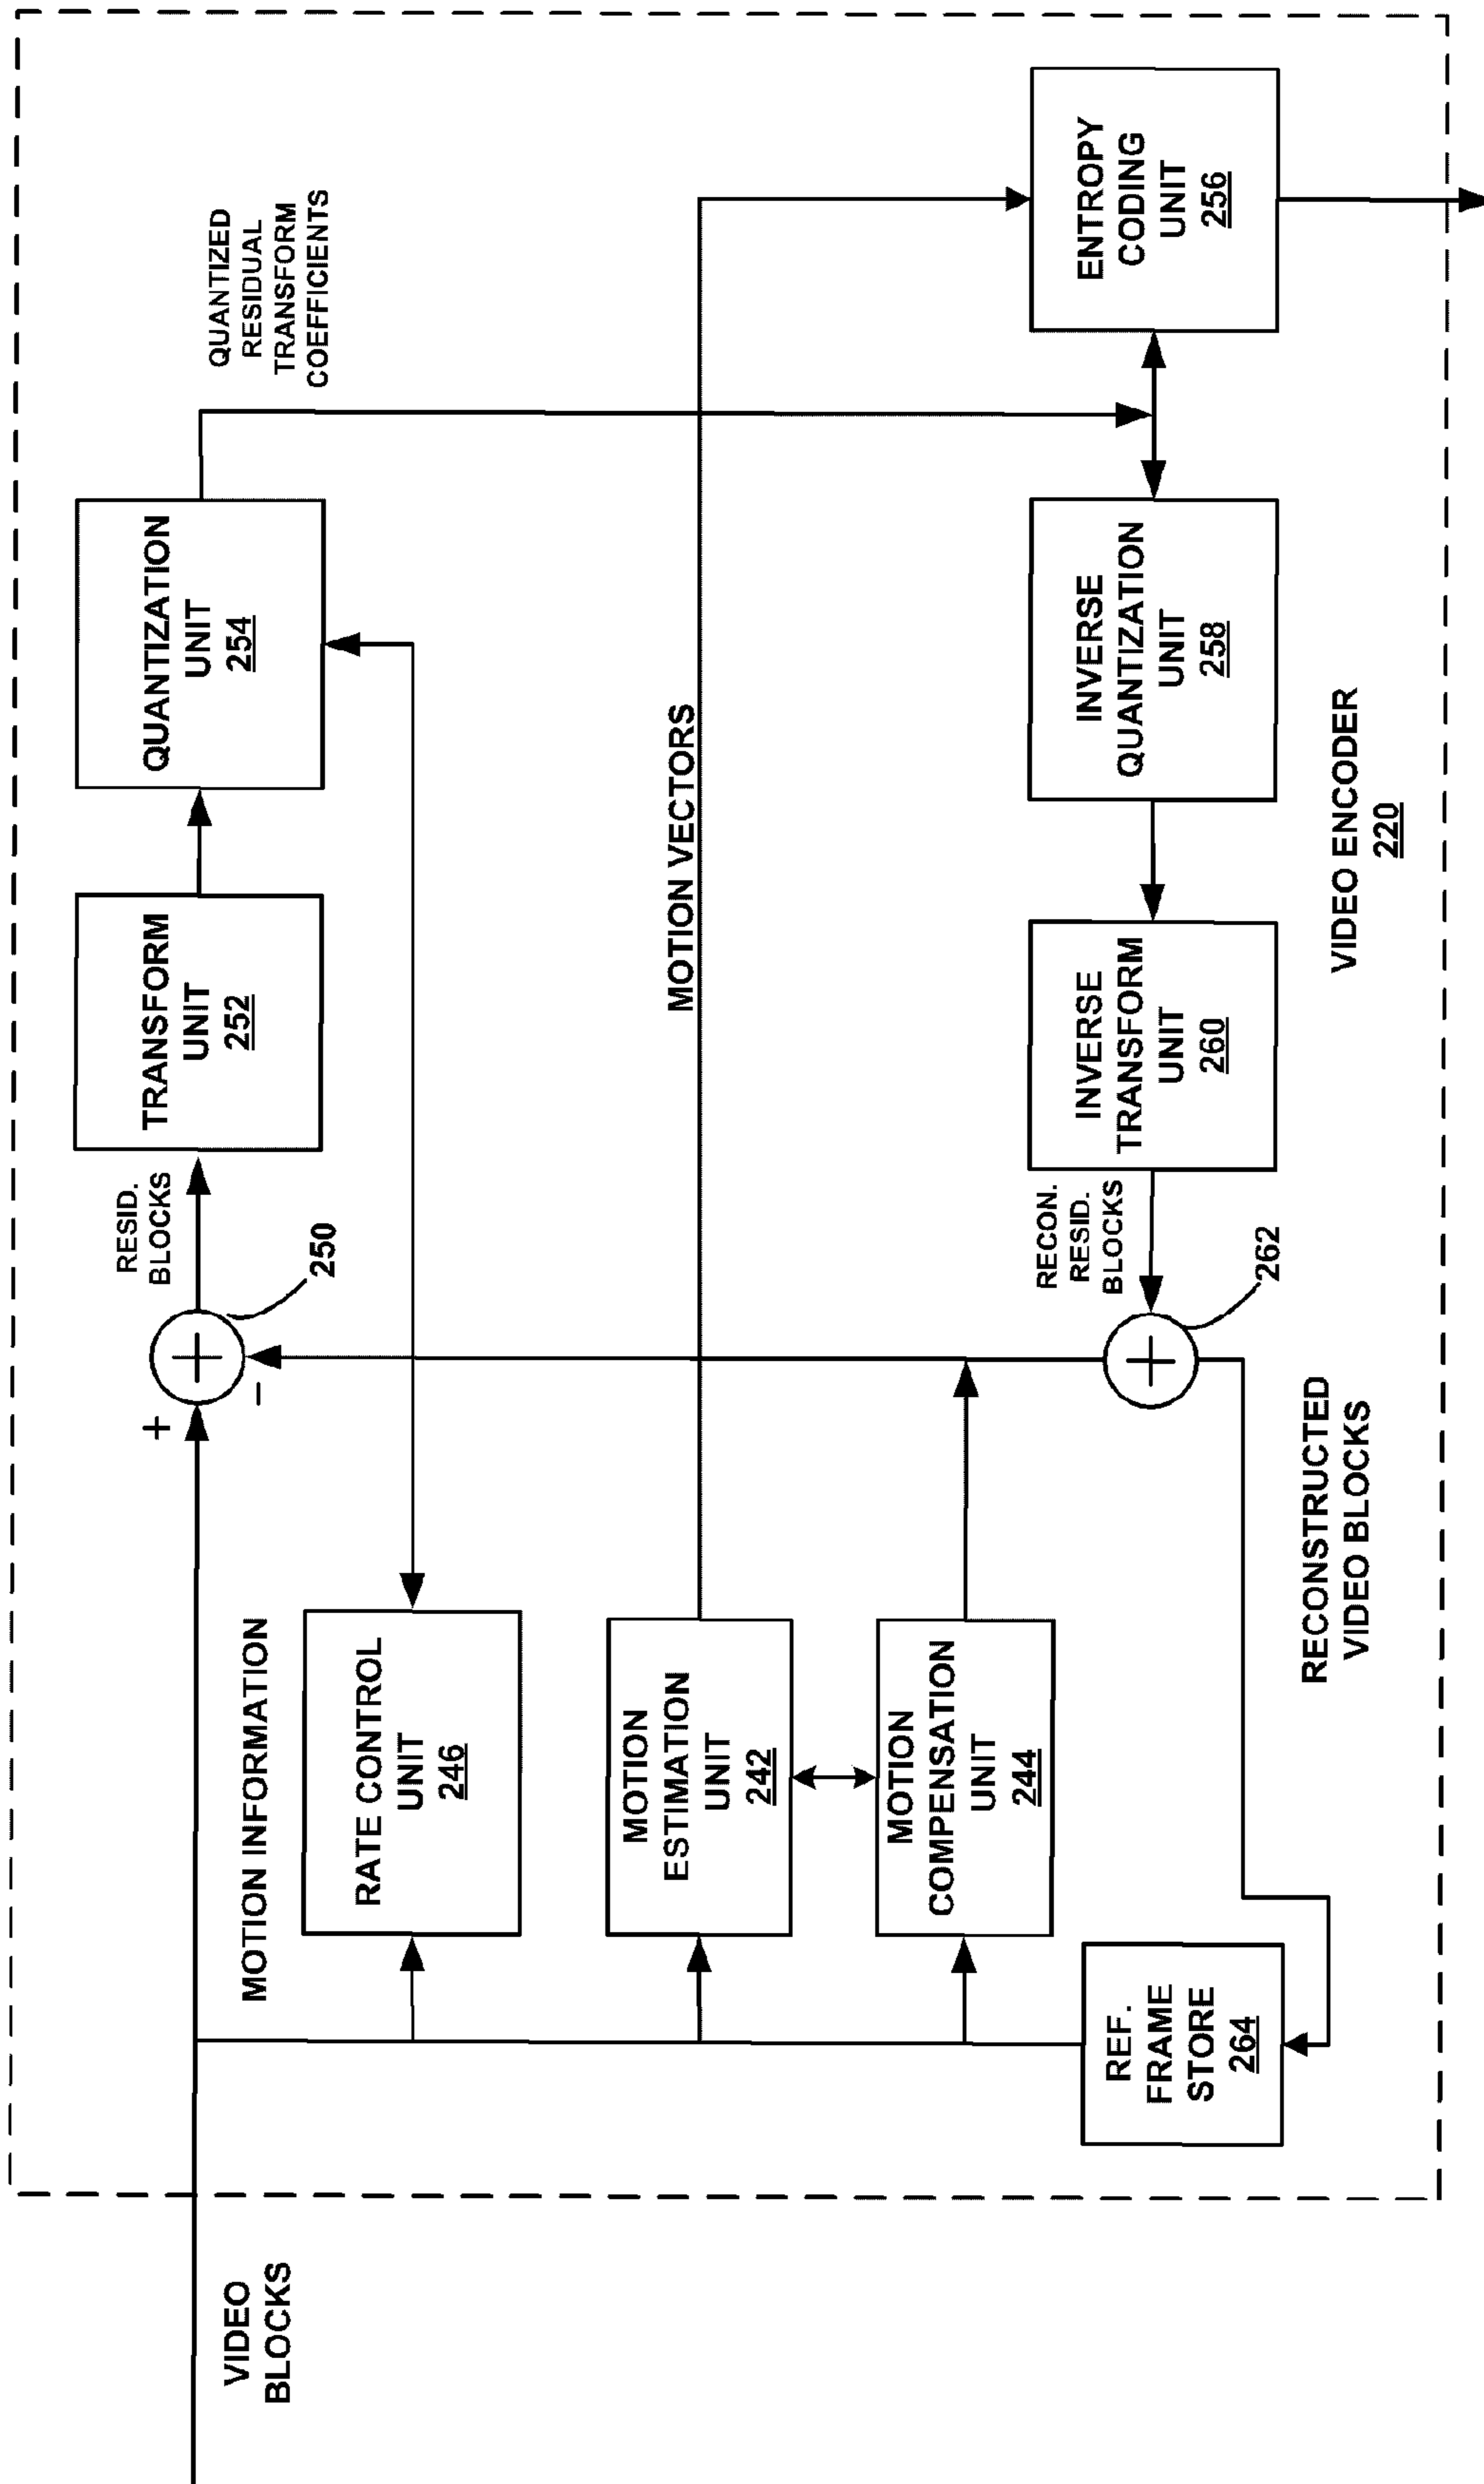 VIDEO
BLOCKS
MOTION INFORMATION
RATE CONTROL
UNIT
246
MOTION
ESTIMATION
UNIT
242
MOTION
COMPENSATION
UNIT
244
REF.
FRAME
STORE
264
+
-
250
RESID.
BLOCKS
TRANSFORM
UNIT
252
QUANTIZATION
UNIT
254
QUANTIZED
RESIDUAL
TRANSFORM
COEFFICIENTS
MOTION VECTORS
ENTROPY
CODING
UNIT
256
INVERSE
QUANTIZATION
UNIT
258
INVERSE
TRANSFORM
UNIT
260
RECON.
RESID.
BLOCKS
262
RECONSTRUCTED
VIDEO BLOCKS
VIDEO ENCODER
220